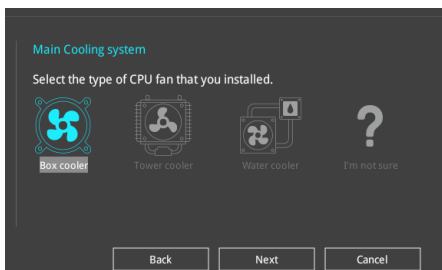 Main Cooling system
Select the type of CPU fan that you installed.
Box cooler
Tower cooler
Water cooler
I'm not sure
Back
Next
Cancel